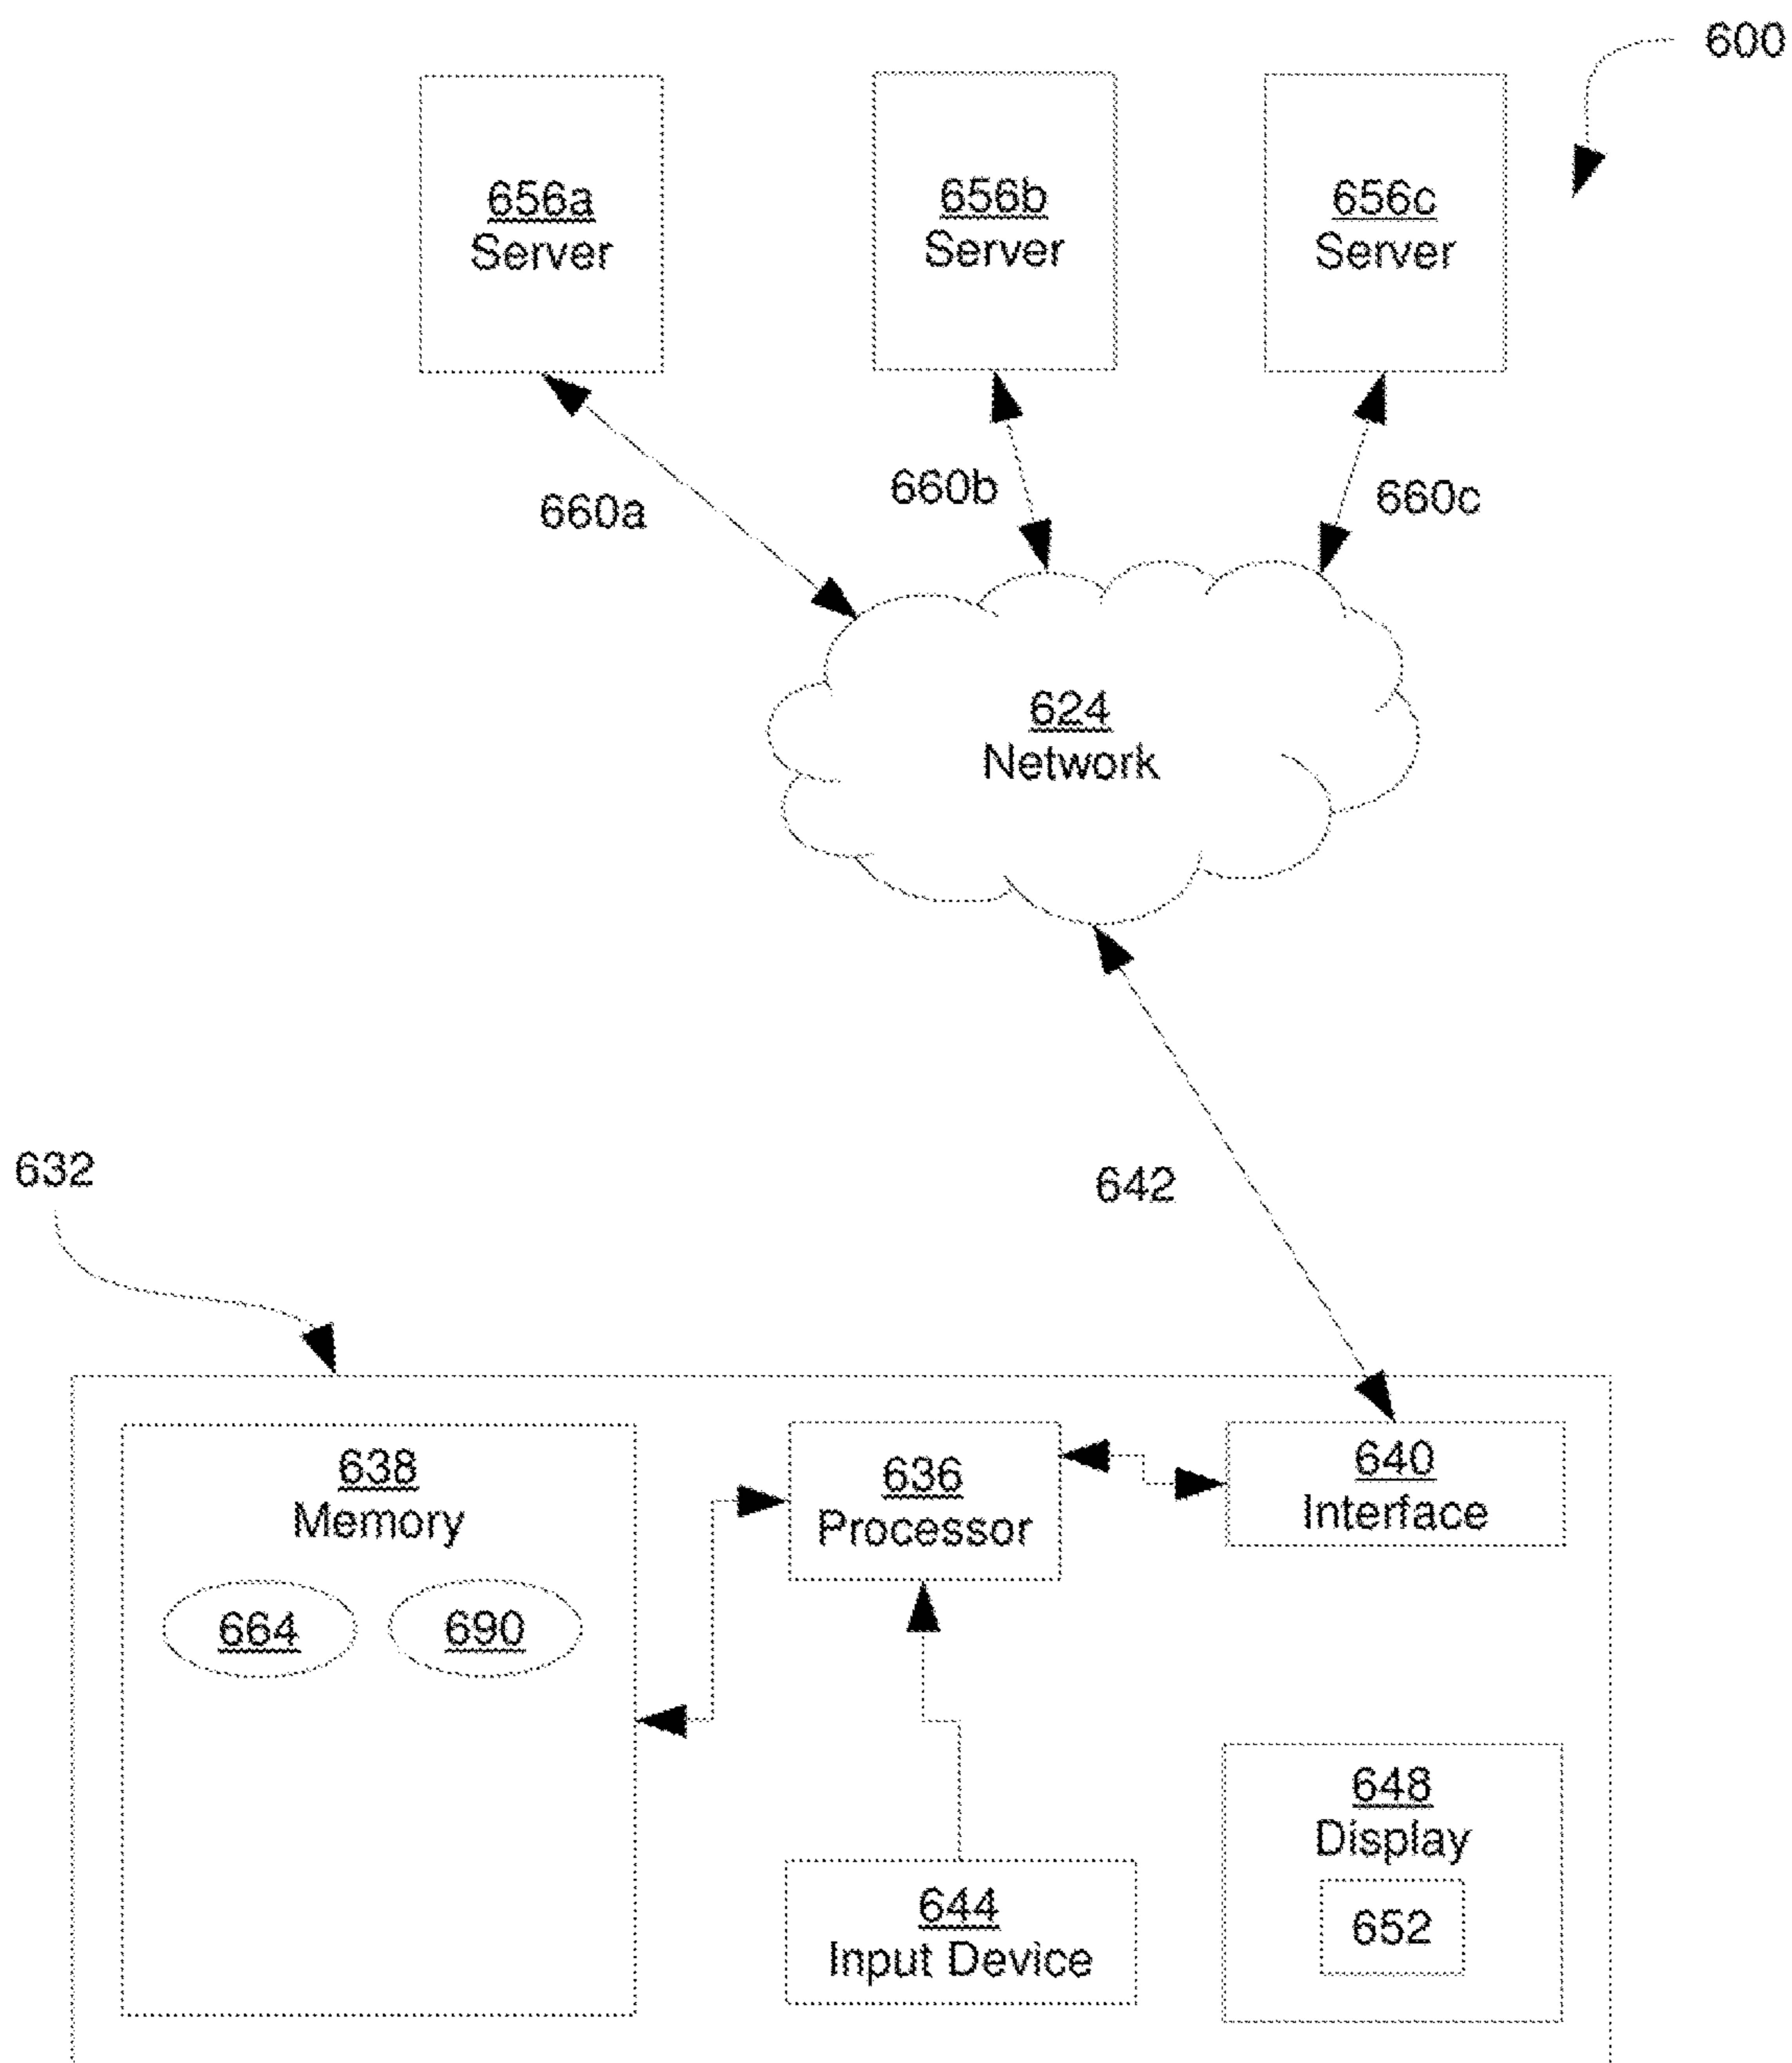 600
656a
Server
656b
Server
656c
Server
660a
660b
660c
624
Network
632
642
638
Memory
664
690
636
Processor
640
Interface
644
Input Device
648
Display
652